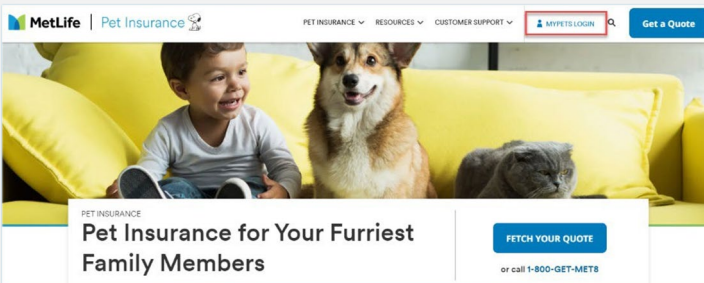 MetLife | Pet Insurance
PET INSURANCE
RESOURCES
CUSTOMER SUPPORT
MYPETS LOGIN
Get a Quote
PET INSURANCE
Pet Insurance for Your Furriest
Family Members
FETCH YOUR QUOTE
or call 1-800-GET-MET8